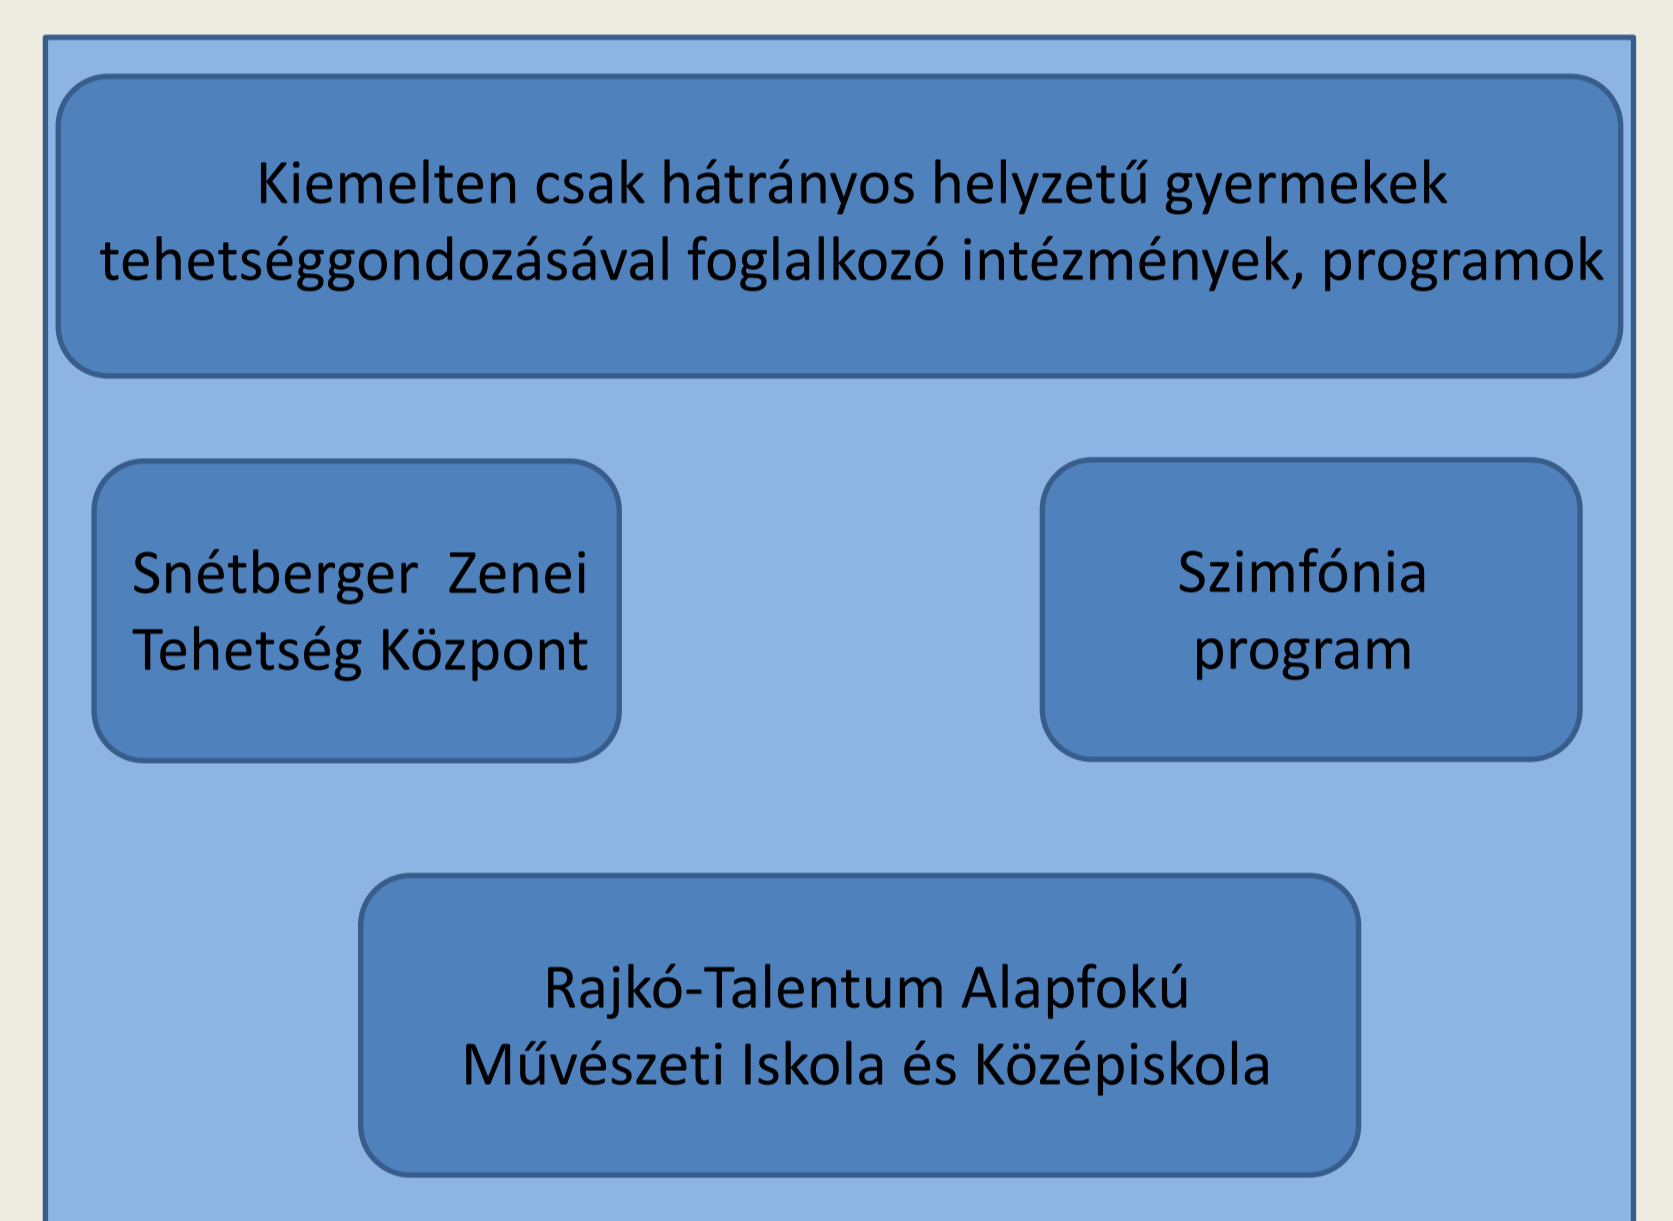 Kiemelten csak hátrányos helyzetű gyermekek
tehetséggondozásával foglalkozó intézmények, programok
Snétberger  Zenei
Tehetség Központ
Szimfónia
program
Rajkó-Talentum Alapfokú
Művészeti Iskola és Középiskola